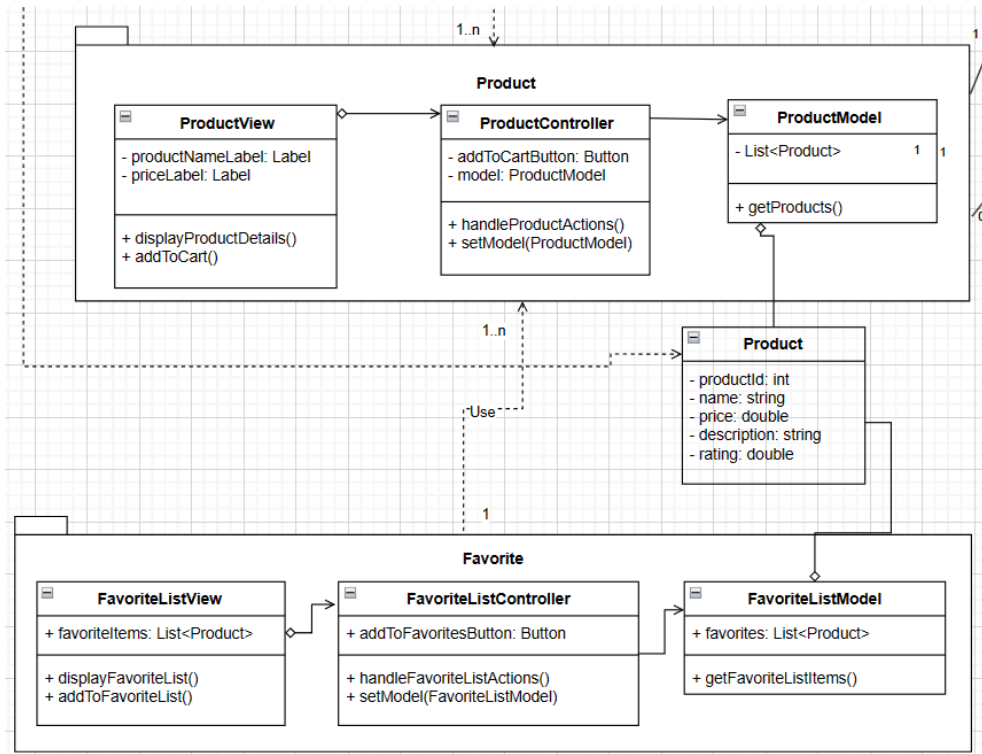 1..n
1
Product
ProductView
- productNameLabel: Label
- priceLabel: Label
+ displayProductDetails()
+ addToCart()
ProductController
- addToCartButton: Button
- model: ProductModel
+ handleProductActions()
+ setModel(ProductModel)
ProductModel
- List<Product>
1
1
+ getProducts()
1..n
Use
1
Product
- productId: int
- name: string
- price: double
- description: string
- rating: double
Favorite
FavoriteListView
+ favoriteItems: List<Product>
+ displayFavoriteList()
+ addToFavoriteList()
FavoriteListController
+ addToFavoritesButton: Button
+ handleFavoriteListActions()
+ setModel(FavoriteListModel)
FavoriteListModel
+ favorites: List<Product>
+ getFavoriteListItems()